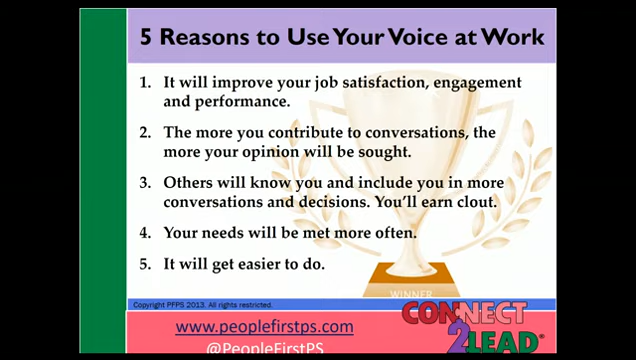 5 Reasons to Use Your Voice at Work
1. It will improve your job satisfaction, engagement
and performance.
2. The more you contribute to conversations, the
more your opinion will be sought.
3. Others will know you and include you in more
conversations and decisions. You'll earn clout.
4. Your needs will be met more often.
5. It will get easier to do.
WINNER
Copyright PFPS 2013. All rights restricted.
www.peoplefirstps.com
@PeopleFirstPS
CONNECT
2LEAD®